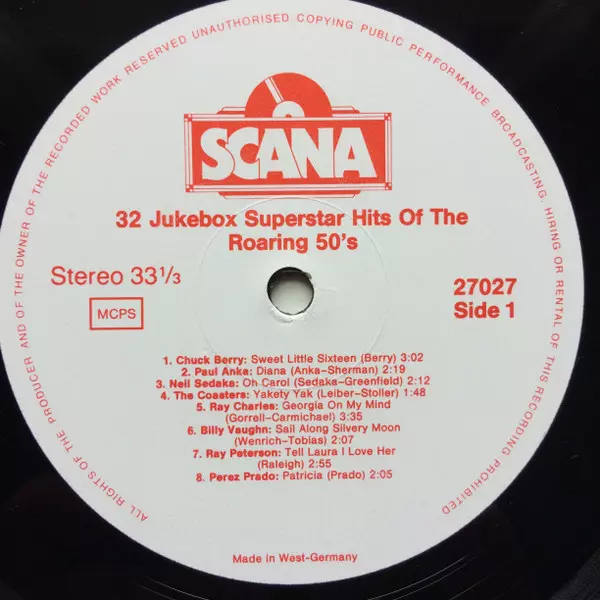 ALL RIGHTS OF THE PRODUCER AND OF THE OWNER OF THE RECORDED WORK RESERVED UNAUTHORISED COPYING PUBLIC PERFORMANCE BROADCASTING, HIRING OR RENTAL OF THIS RECORDING PROHIBITED
SCANA
32 Jukebox Superstar Hits Of The
Roaring 50's
Stereo 33 1/3
27027
MCPS
Side 1
1. Chuck Berry: Sweet Little Sixteen (Berry) 3:02
2. Paul Anka: Diana (Anka-Sherman) 2:19
3. Neil Sedaka: Oh Carol (Sedaka-Greenfield) 2:12
4. The Coasters: Yakety Yak (Leiber-Stoller) 1:48
5. Ray Charles: Georgia On My Mind
(Gorrell-Carmichael) 3:35
6. Billy Vaughn: Sail Along Silvery Moon
(Wenrich-Tobias) 2:07
7. Ray Peterson: Tell Laura I Love Her
(Raleigh) 2:55
8. Perez Prado: Patricia (Prado) 2:05
Made in West-Germany